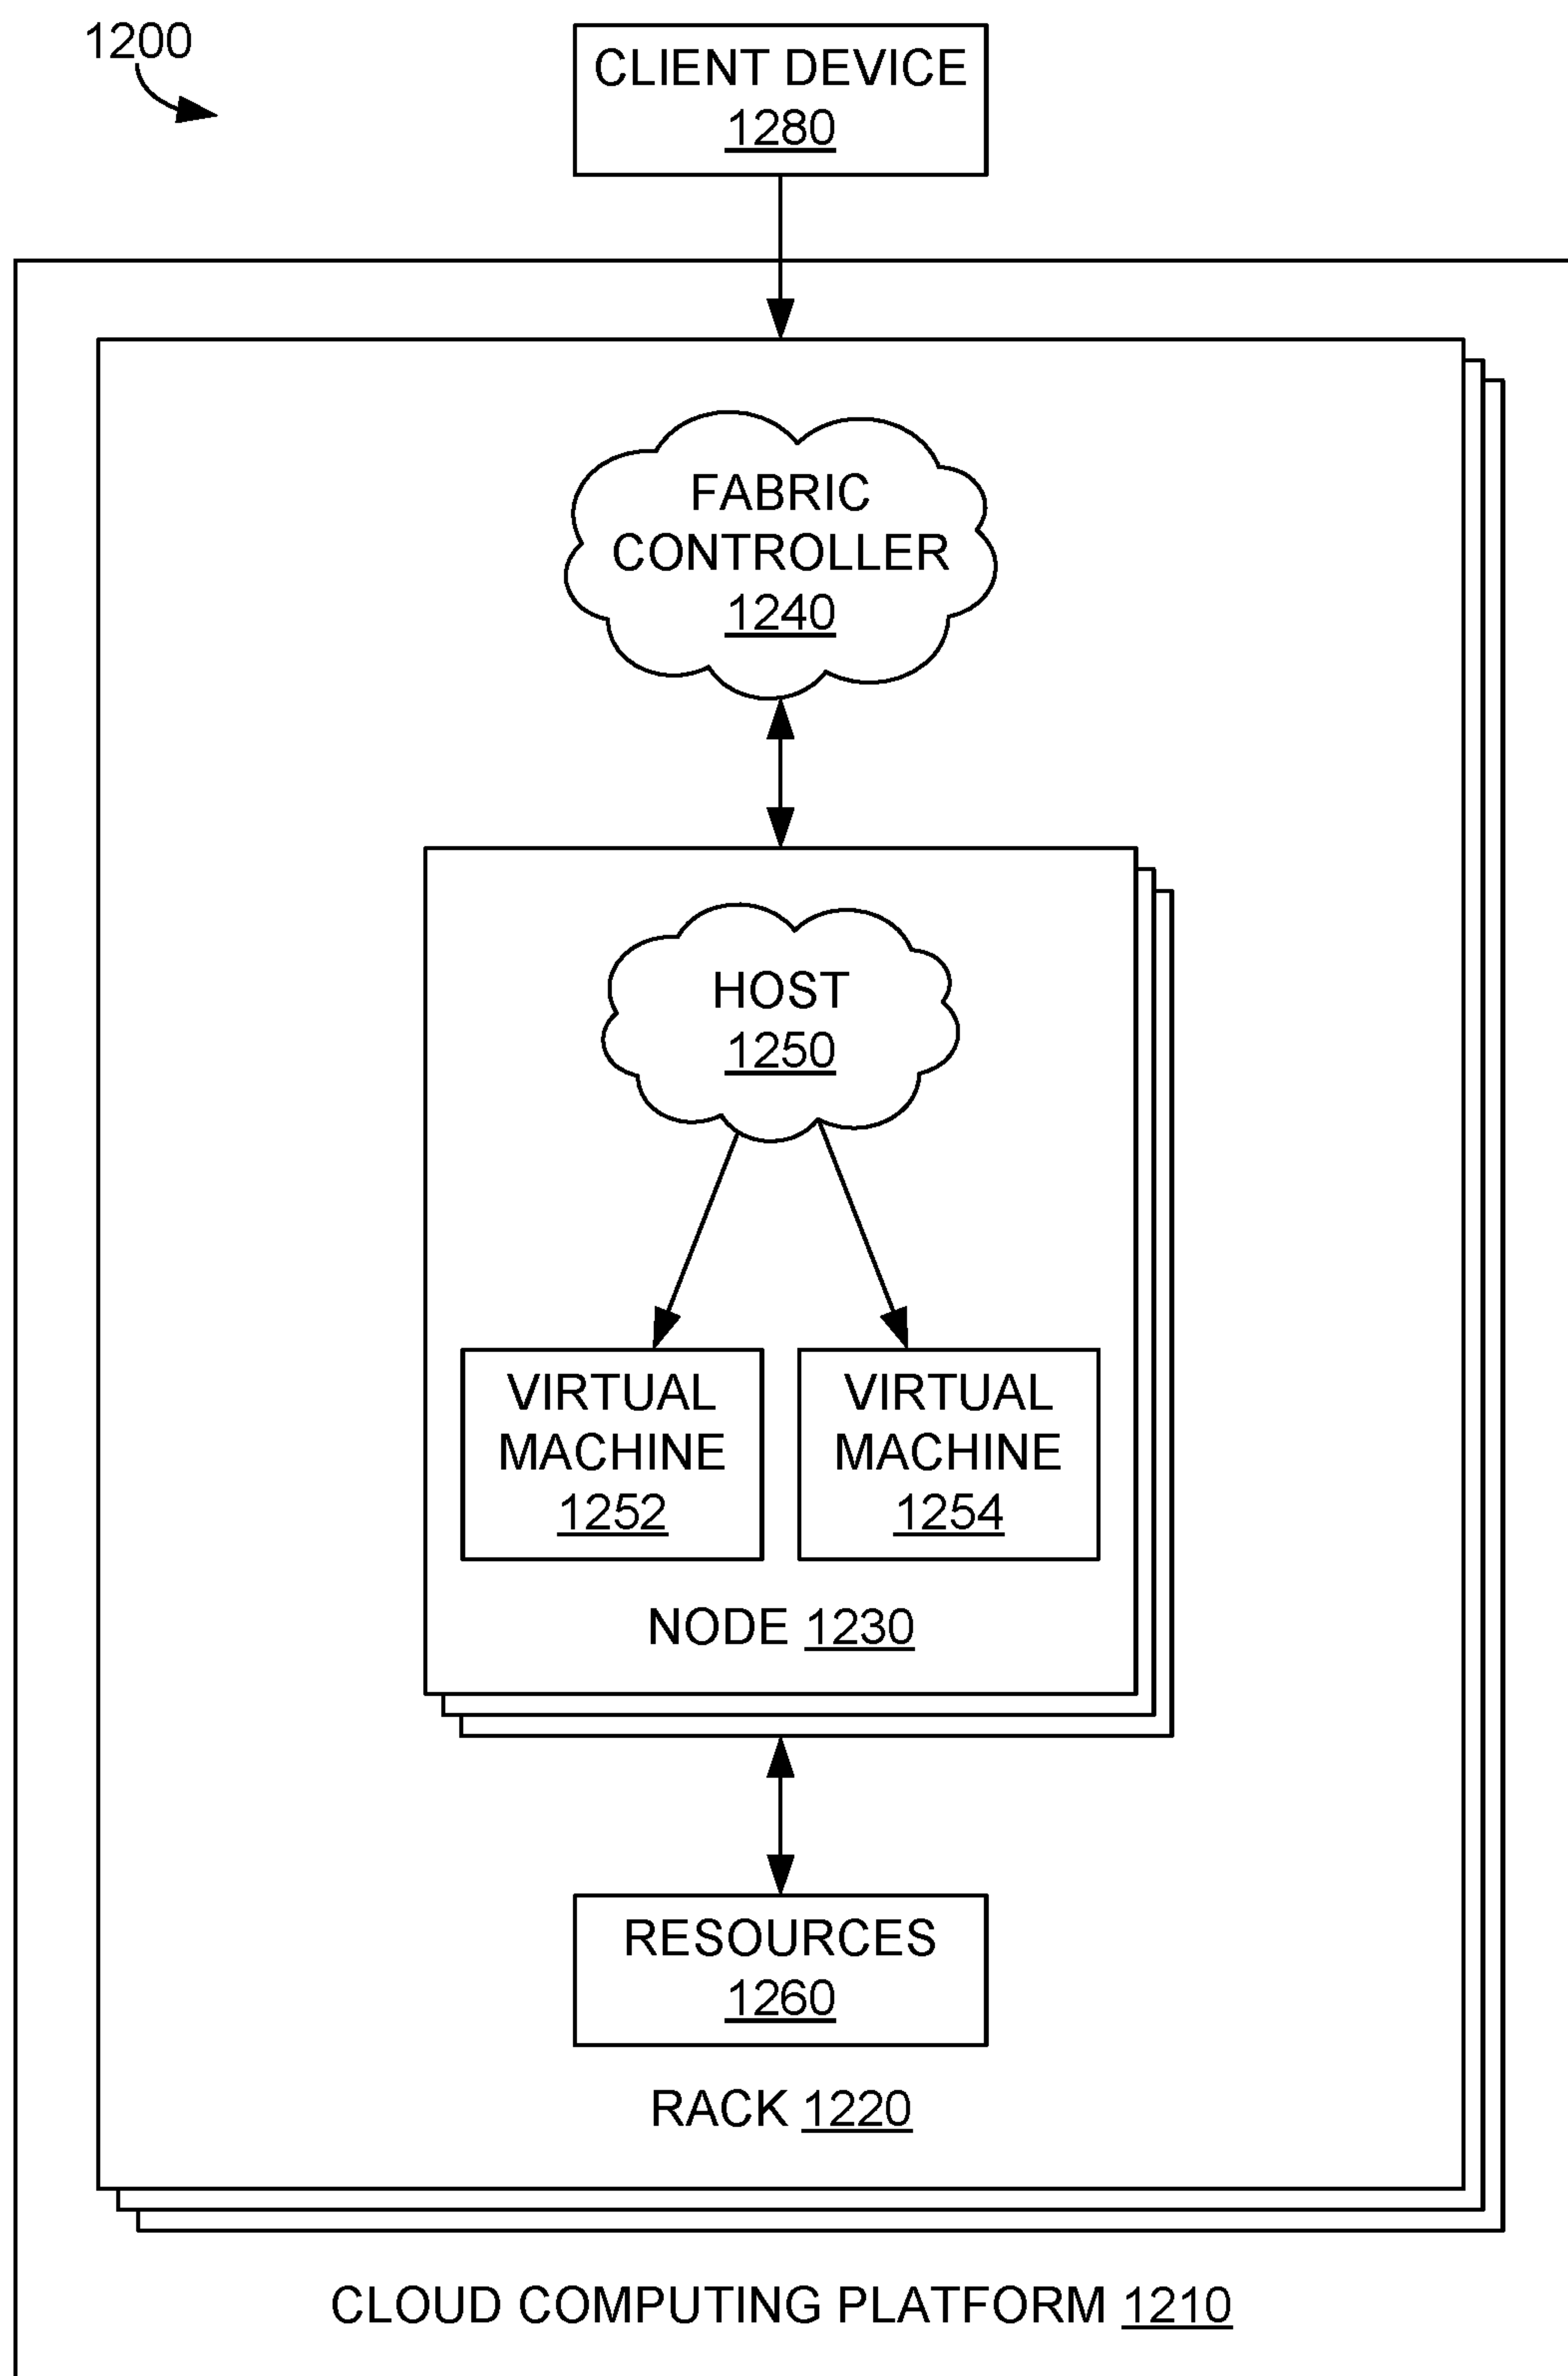 1200
CLIENT DEVICE
1280
FABRIC
CONTROLLER
1240
HOST
1250
VIRTUAL
MACHINE
1252
VIRTUAL
MACHINE
1254
NODE 1230
RESOURCES
1260
RACK 1220
CLOUD COMPUTING PLATFORM 1210